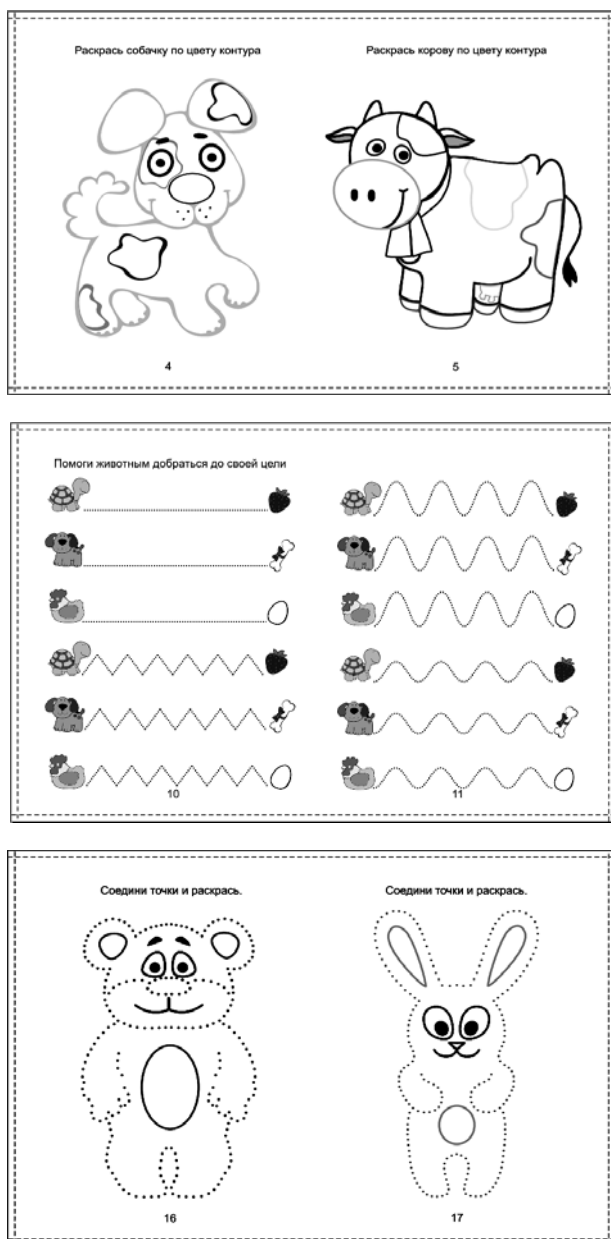 Раскрась собачку по цвету контура
Раскрась корову по цвету контура
4
5
Помоги животным добраться до своей цели
10
11
Соедини точки и раскрась.
Соедини точки и раскрась.
16
17